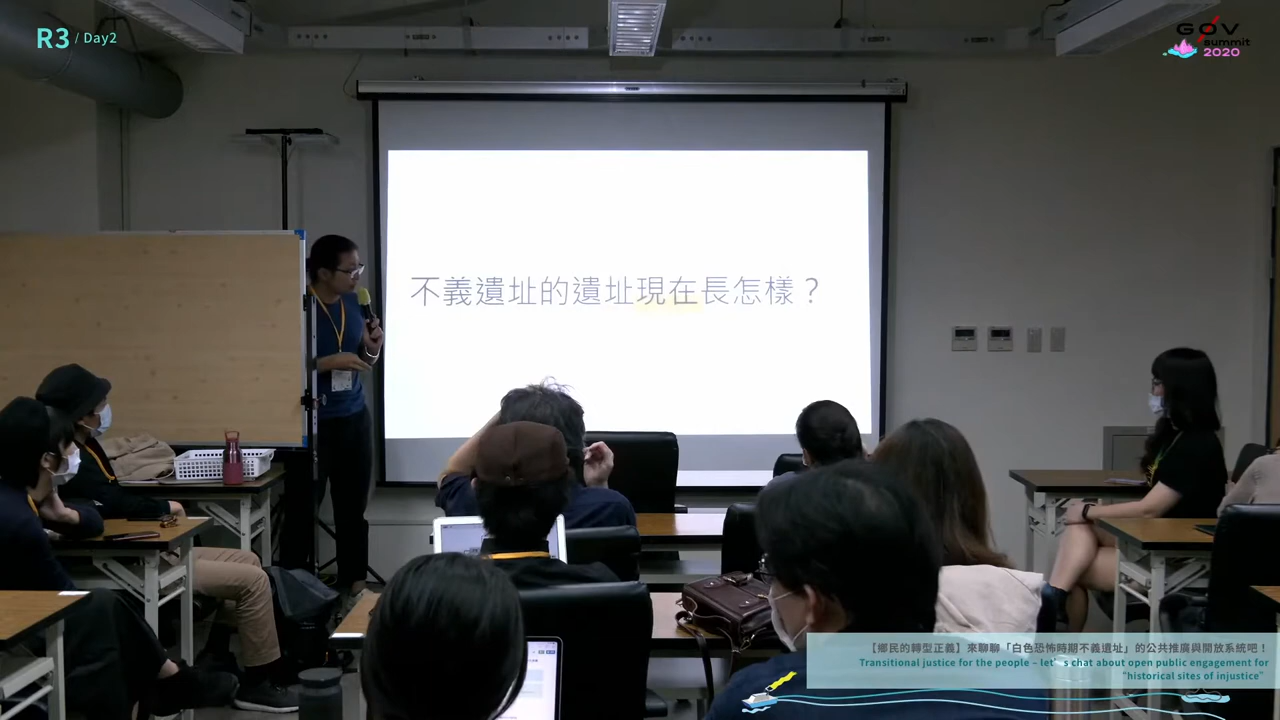 R3 / Day2
GØV
summit
2020
不義遺址的遺址現在長怎樣？
【鄉民的轉型正義】來聊聊「白色恐怖時期不義遺址」的公共推廣與開放系統吧！
Transitional justice for the people – let’s chat about open public engagement for
“historical sites of injustice”